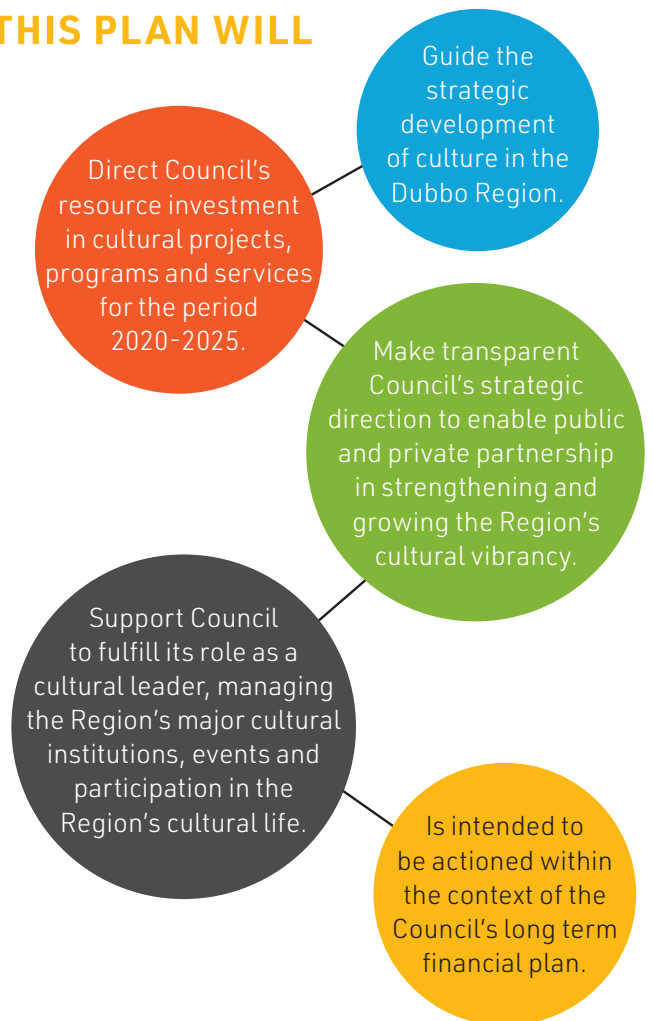 THIS PLAN WILL
Guide the
strategic
development
of culture in the
Dubbo Region.
Direct Council's
resource investment
in cultural projects,
programs and services
for the period
2020-2025.
Make transparent
Council's strategic
direction to enable public
and private partnership
in strengthening and
growing the Region's
cultural vibrancy.
Support Council
to fulfill its role as a
cultural leader, managing
the Region's major cultural
institutions, events and
participation in the
Region's cultural life.
Is intended to
be actioned within
the context of the
Council's long term
financial plan.